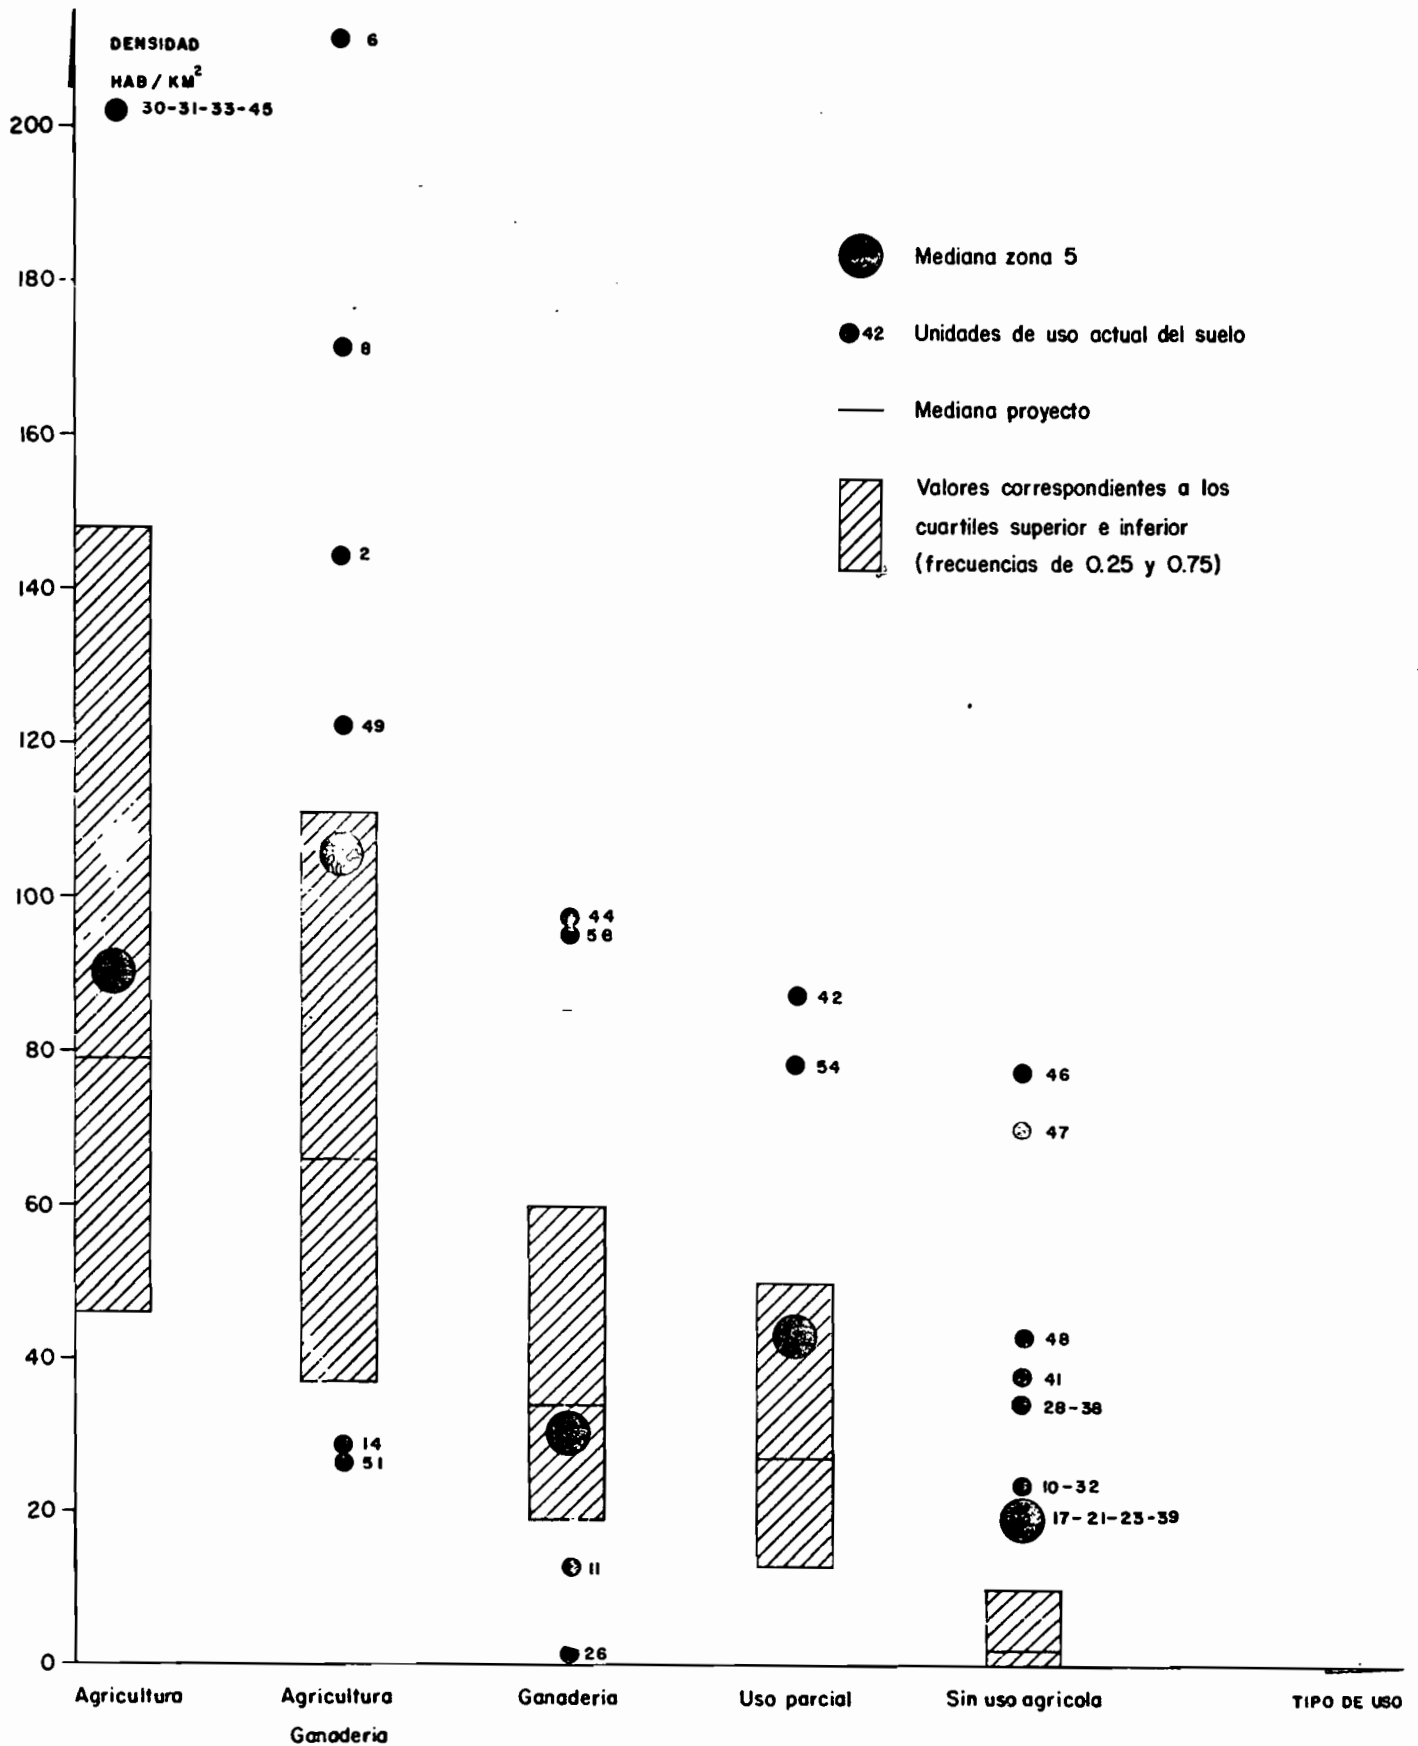 DENSIDAD
HAB / KM²
6
30-31-33-45
200
180
8
160
2
140
49
120
100
44
58
42
80
54
46
47
60
48
40
41
28-38
14
51
10-32
20
17-21-23-39
11
26
0
Mediana zona 5
42 Unidades de uso actual del suelo
Mediana proyecto
Valores correspondientes a los
cuartiles superior e inferior
(frecuencias de 0.25 y 0.75)
Agricultura
Agricultura
Ganaderia
Ganaderia
Uso parcial
Sin uso agricola
TIPO DE USO